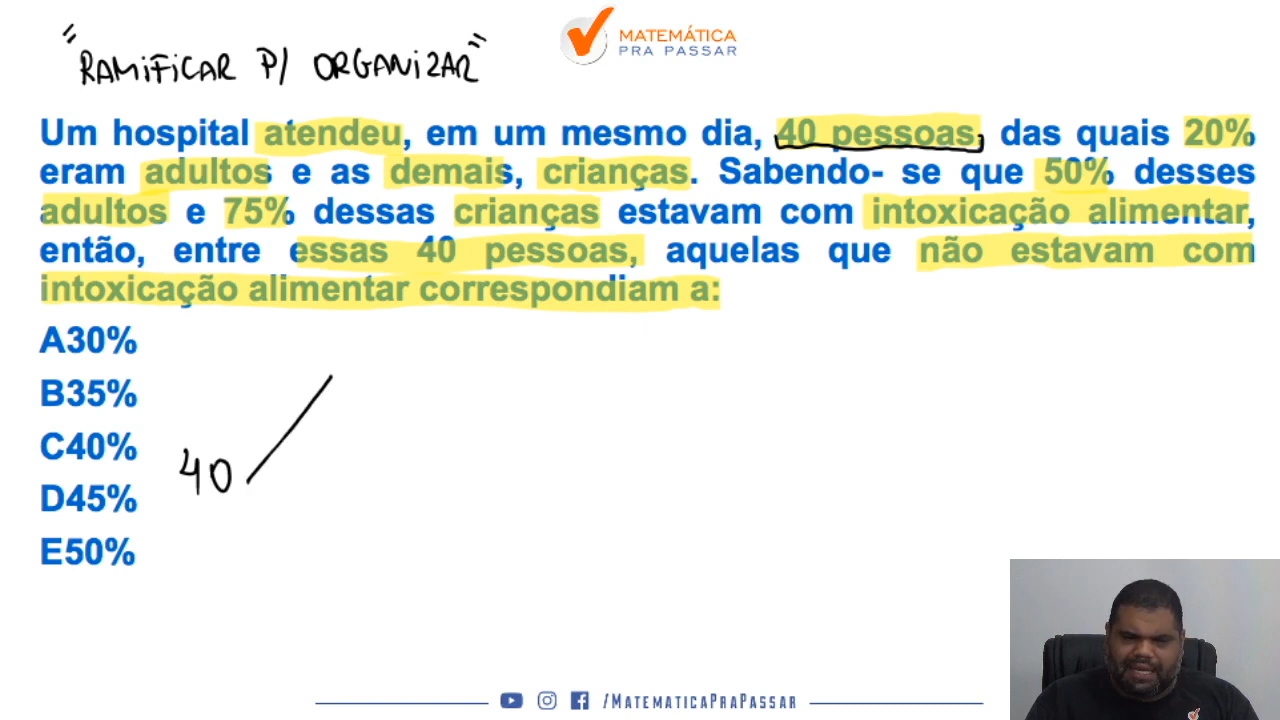 "RAMIFICAR P/ ORGANIZAR"
MATEMÁTICA
PRA PASSAR
Um hospital atendeu, em um mesmo dia, 40 pessoas, das quais 20%
eram adultos e as demais, crianças. Sabendo- se que 50% desses
adultos e 75% dessas crianças estavam com intoxicação alimentar,
então, entre essas 40 pessoas, aquelas que não estavam com
intoxicação alimentar correspondiam a:
A30%
B35%
C40%
D45%
E50%
40
/MATEMATICAPRAPASSAR